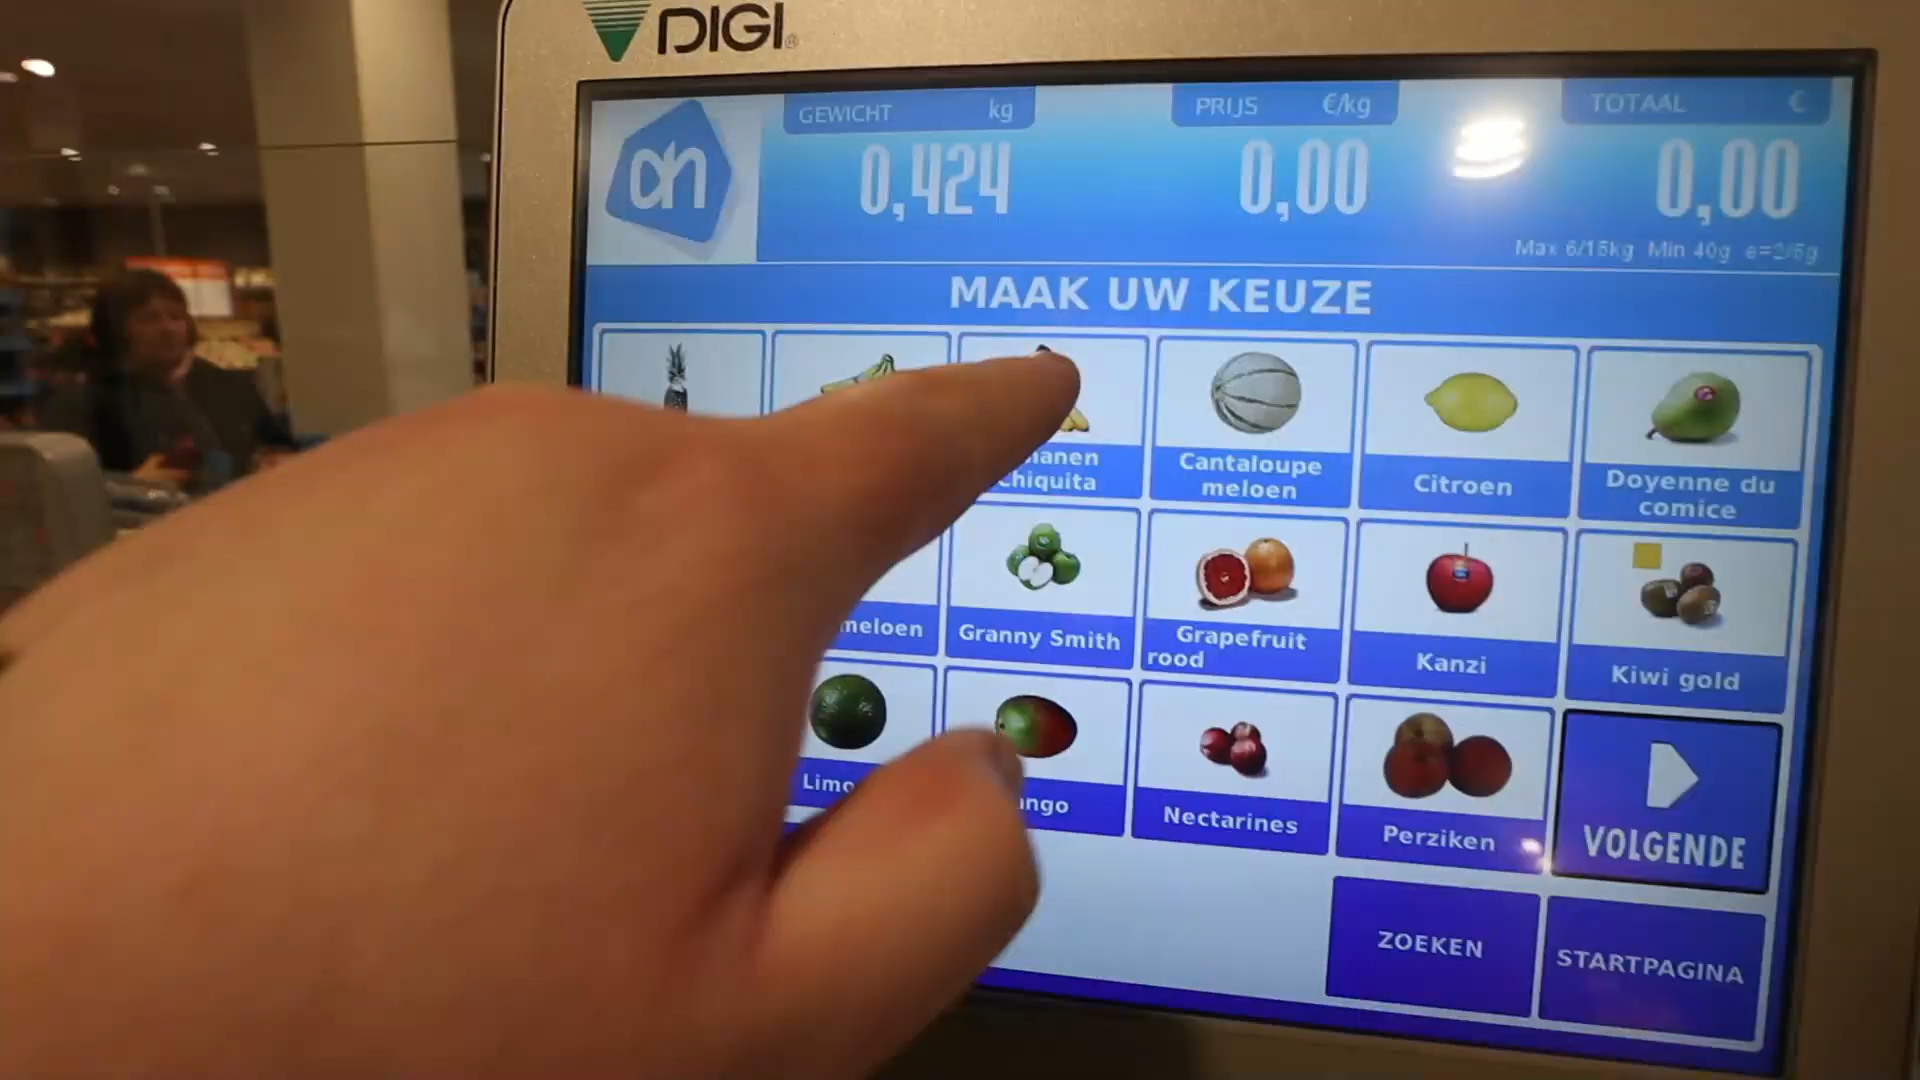 DIGI®
ah
GEWICHT kg
PRIJS €/kg
TOTAAL €
0,424
0,00
0,00
Max 6/15kg Min 40g e=2/5g
MAAK UW KEUZE
Chiquita
Cantaloupe
meloen
Citroen
Doyenne du
comice
meloen
Granny Smith
Grapefruit
rood
Kanzi
Kiwi gold
Nectarines
Perziken
VOLGENDE
ZOEKEN
STARTPAGINA